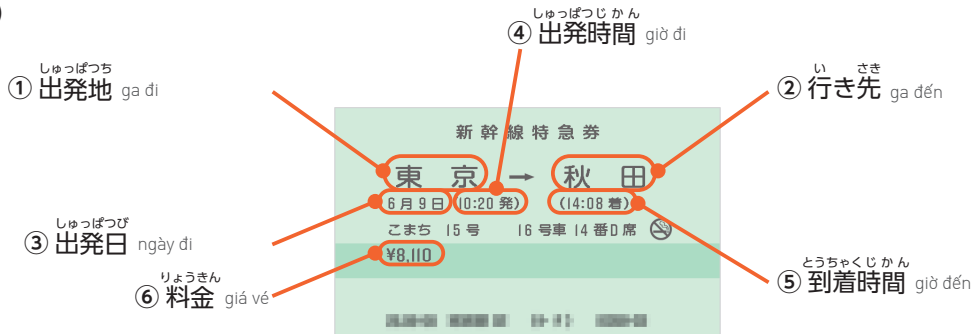 ④ 出発時間 giờ đi
しゅっぱつじかん
① 出発地 ga đi
しゅっぱつち
② 行き先 ga đến
い さき
新幹線特急券
東京 → 秋田
6月9日 (10:20 発) (14:08 着)
こまち 15号 16号車 14番D席
¥8,110
③ 出発日 ngày đi
しゅっぱつび
⑤ 到着時間 giờ đến
とうちゃくじかん
⑥ 料金 giá vé
りょうきん